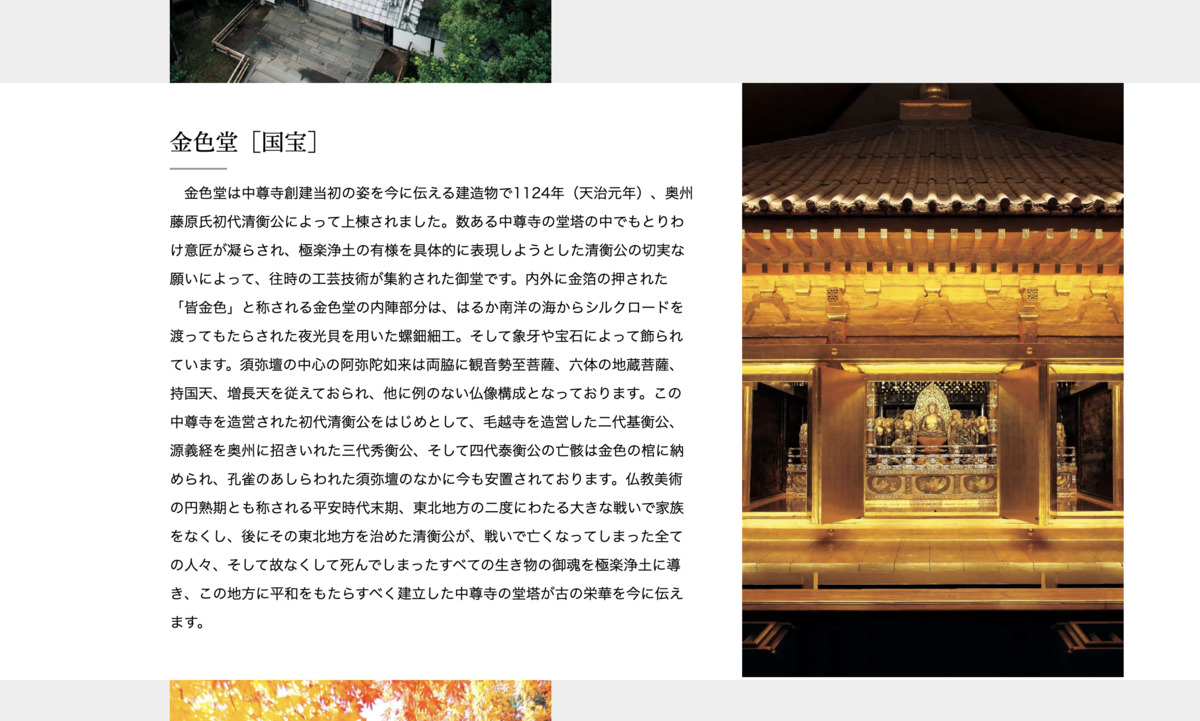 金色堂［国宝］
　金色堂は中尊寺創建当初の姿を今に伝える建造物で1124年（天治元年）、奥州
藤原氏初代清衡公によって上棟されました。数ある中尊寺の堂塔の中でもとりわ
け意匠が凝らされ、極楽浄土の有様を具体的に表現しようとした清衡公の切実な
願いによって、往時の工芸技術が集約された御堂です。内外に金箔の押された
「皆金色」と称される金色堂の内陣部分は、はるか南洋の海からシルクロードを
渡ってもたらされた夜光貝を用いた螺鈿細工。そして象牙や宝石によって飾られ
ています。須弥壇の中心の阿弥陀如来は両脇に観音勢至菩薩、六体の地蔵菩薩、
持国天、増長天を従えておられ、他に例のない仏像構成となっております。この
中尊寺を造営された初代清衡公をはじめとして、毛越寺を造営した二代基衡公、
源義経を奥州に招きいれた三代秀衡公、そして四代泰衡公の亡骸は金色の棺に納
められ、孔雀のあしらわれた須弥壇のなかに今も安置されております。仏教美術
の円熟期とも称される平安時代末期、東北地方の二度にわたる大きな戦いで家族
をなくし、後にその東北地方を治めた清衡公が、戦いで亡くなってしまった全て
の人々、そして故なくして死んでしまったすべての生き物の御魂を極楽浄土に導
き、この地方に平和をもたらすべく建立した中尊寺の堂塔が古の栄華を今に伝え
ます。